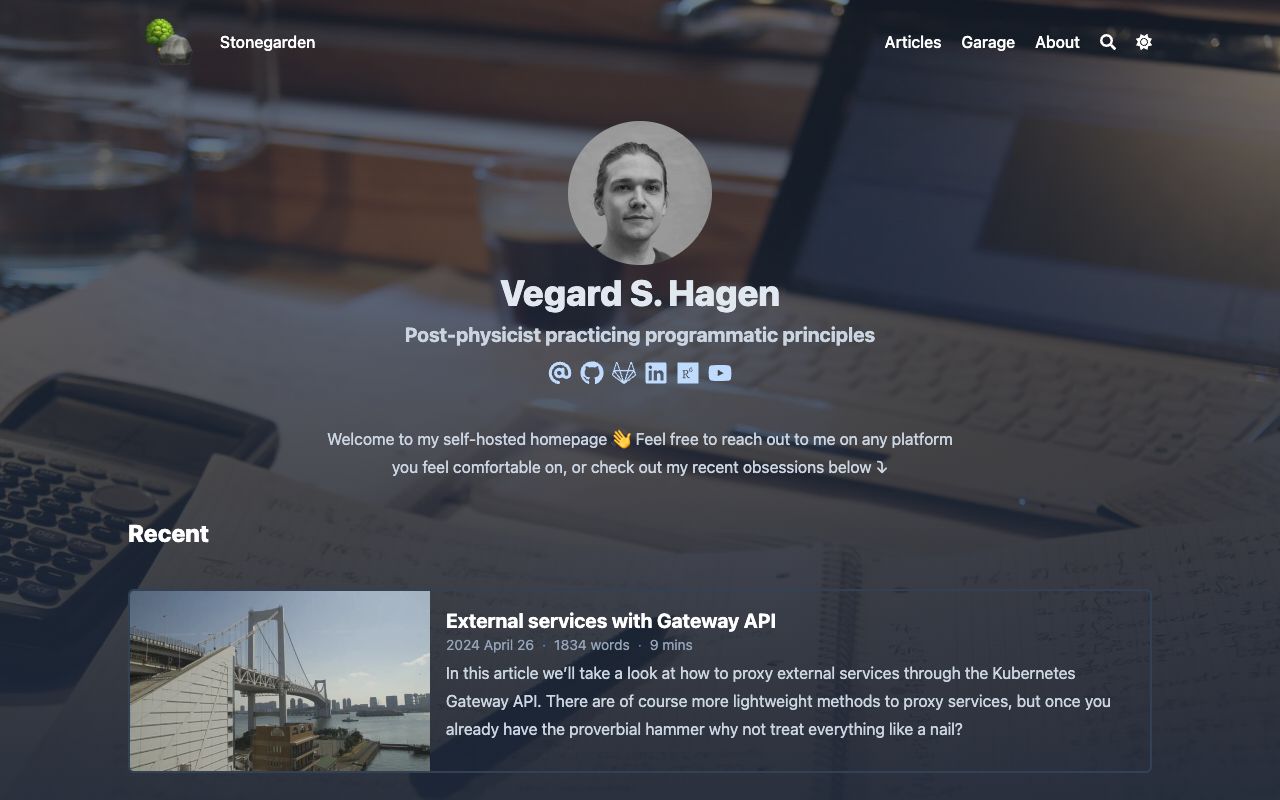 Stonegarden
Articles Garage About
Vegard S. Hagen
Post-physicist practicing programmatic principles
Welcome to my self-hosted homepage 👋 Feel free to reach out to me on any platform
you feel comfortable on, or check out my recent obsessions below ⤵
Recent
External services with Gateway API
2024 April 26 · 1834 words · 9 mins
In this article we’ll take a look at how to proxy external services through the Kubernetes
Gateway API. There are of course more lightweight methods to proxy services, but once you
already have the proverbial hammer why not treat everything like a nail?